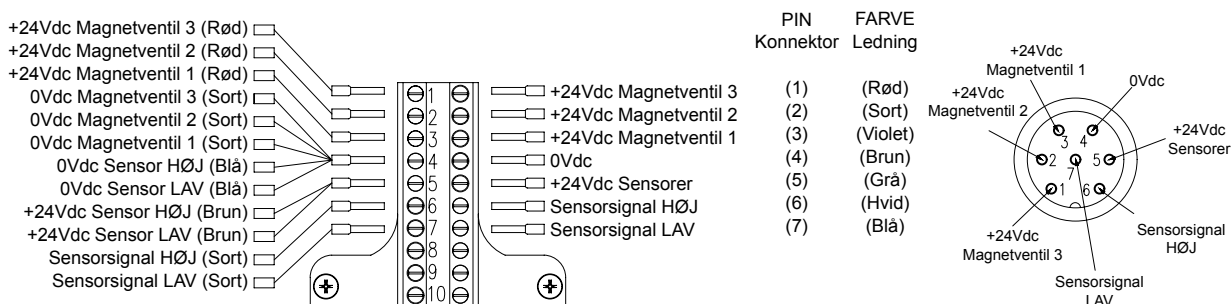 +24Vdc Magnetventil 3 (Rød)
+24Vdc Magnetventil 2 (Rød)
+24Vdc Magnetventil 1 (Rød)
0Vdc Magnetventil 3 (Sort)
0Vdc Magnetventil 2 (Sort)
0Vdc Magnetventil 1 (Sort)
0Vdc Sensor HØJ (Blå)
0Vdc Sensor LAV (Blå)
+24Vdc Sensor HØJ (Brun)
+24Vdc Sensor LAV (Brun)
Sensorsignal HØJ (Sort)
Sensorsignal LAV (Sort)
1
2
3
4
5
6
7
8
9
10
+24Vdc Magnetventil 3
+24Vdc Magnetventil 2
+24Vdc Magnetventil 1
0Vdc
+24Vdc Sensorer
Sensorsignal HØJ
Sensorsignal LAV
PIN FARVE
Konnektor Ledning
(1) (Rød)
(2) (Sort)
(3) (Violet)
(4) (Brun)
(5) (Grå)
(6) (Hvid)
(7) (Blå)
+24Vdc
Magnetventil 1
+24Vdc
Magnetventil 2
0Vdc
+24Vdc
Sensorer
3 4
2 7 5
1 6
+24Vdc
Magnetventil 3
Sensorsignal
HØJ
Sensorsignal
LAV